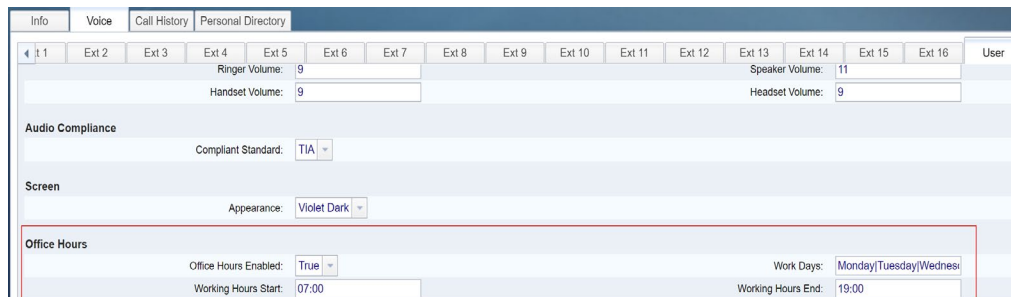 Info Voice Call History Personal Directory
t 1 Ext 2 Ext 3 Ext 4 Ext 5 Ext 6 Ext 7 Ext 8 Ext 9 Ext 10 Ext 11 Ext 12 Ext 13 Ext 14 Ext 15 Ext 16 User
Ringer Volume: 9 Speaker Volume: 11
Handset Volume: 9 Headset Volume: 9
Audio Compliance
Compliant Standard: TIA
Screen
Appearance: Violet Dark
Office Hours
Office Hours Enabled: True Work Days: Monday|Tuesday|Wednes
Working Hours Start: 07:00 Working Hours End: 19:00